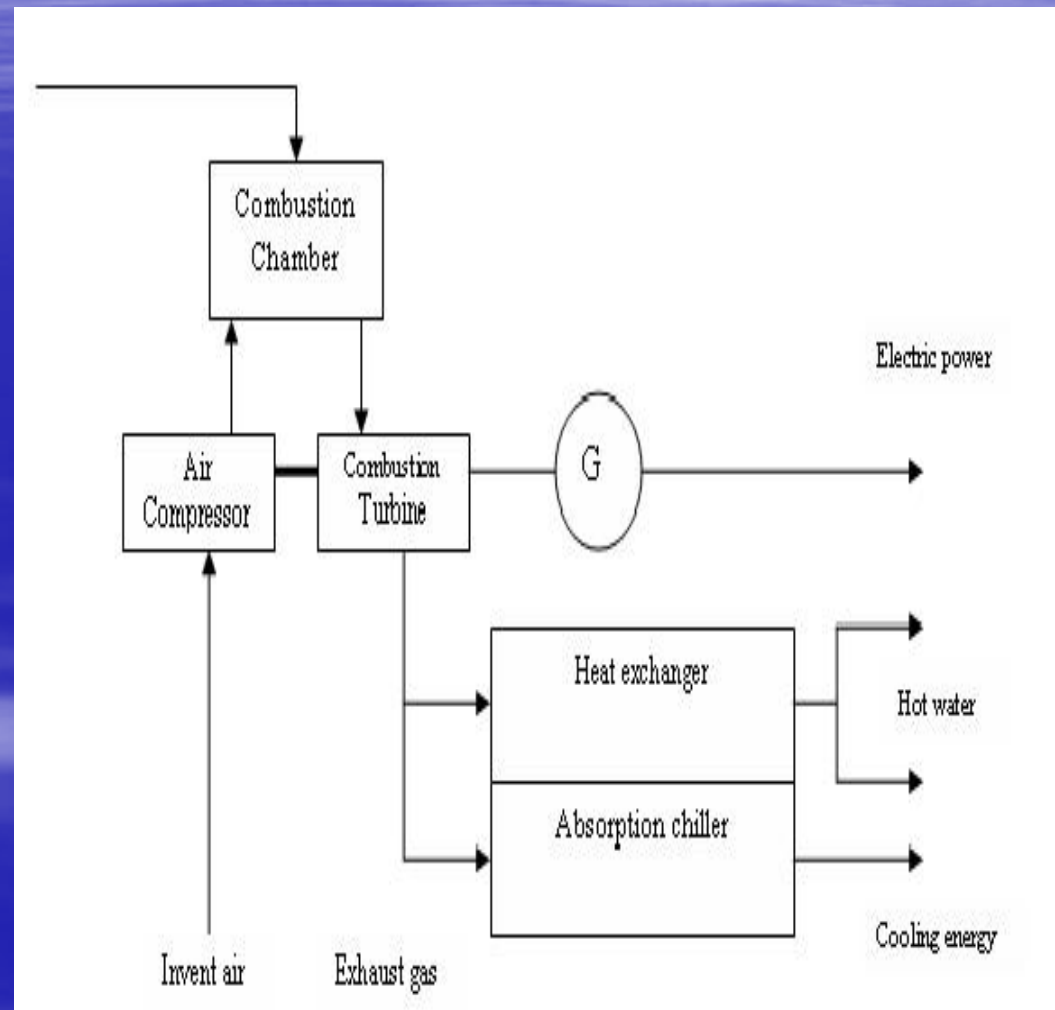 Combustion
Chamber
Electric power
Air
Compressor
Combustion
Turbine
G
Heat exchanger
Hot water
Absorption chiller
Cooling energy
Invent air
Exhaust gas